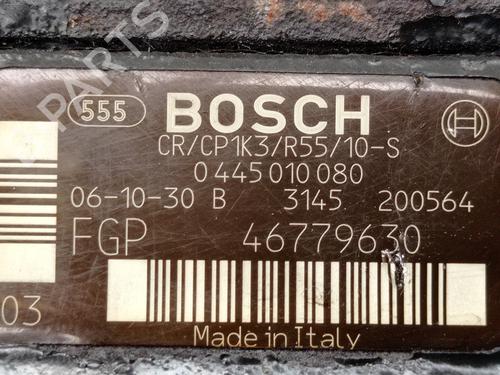 555 BOSCH
CR/CP1K3/R55/10-S
0 445 010 080
06-10-30 B 3145 200564
FGP 46779630
03
Made in Italy
PARTS